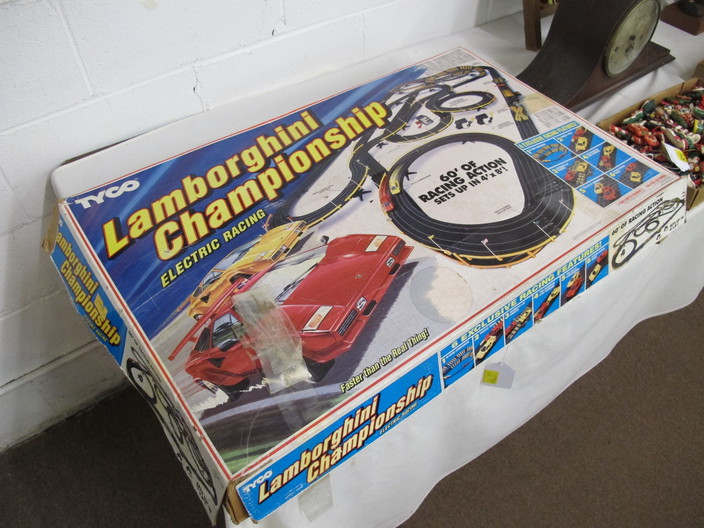 TYCO
Lamborghini
Championship
ELECTRIC RACING
60' OF
RACING ACTION
SETS UP IN 4' x 8'!
Faster than the Real Thing!
Lamborghini
Championship
60' OF RACING ACTION
6 EXCLUSIVE RACING FEATURES!
TYCO
Lamborghini
Championship
ELECTRIC RACING